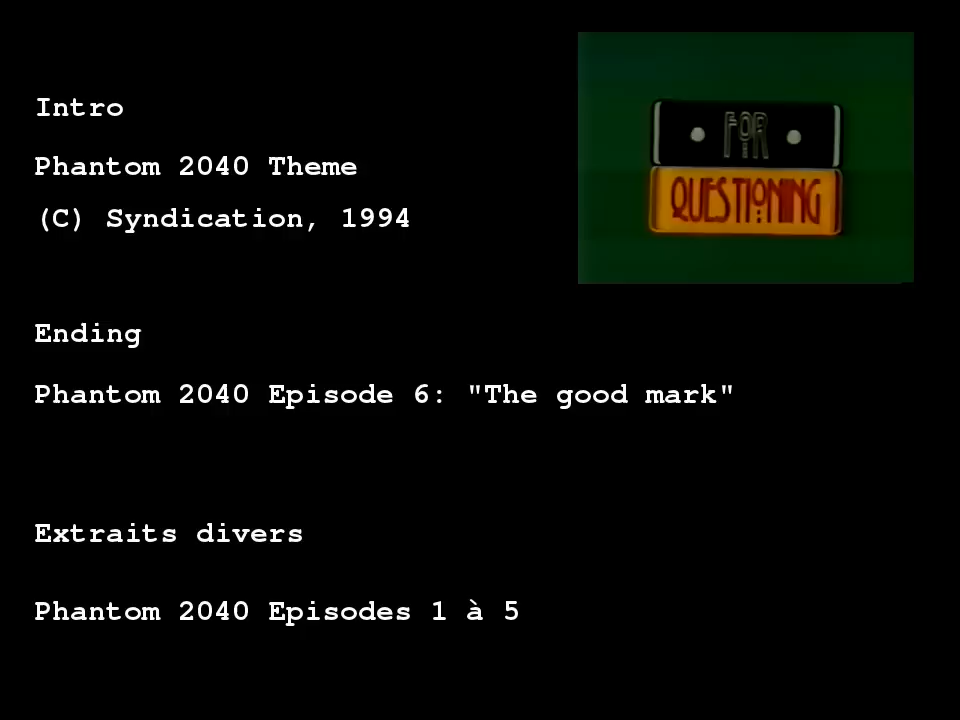 Intro
Phantom 2040 Theme
(C) Syndication, 1994
FOR
QUESTIONING
Ending
Phantom 2040 Episode 6: "The good mark"
Extraits divers
Phantom 2040 Episodes 1 à 5